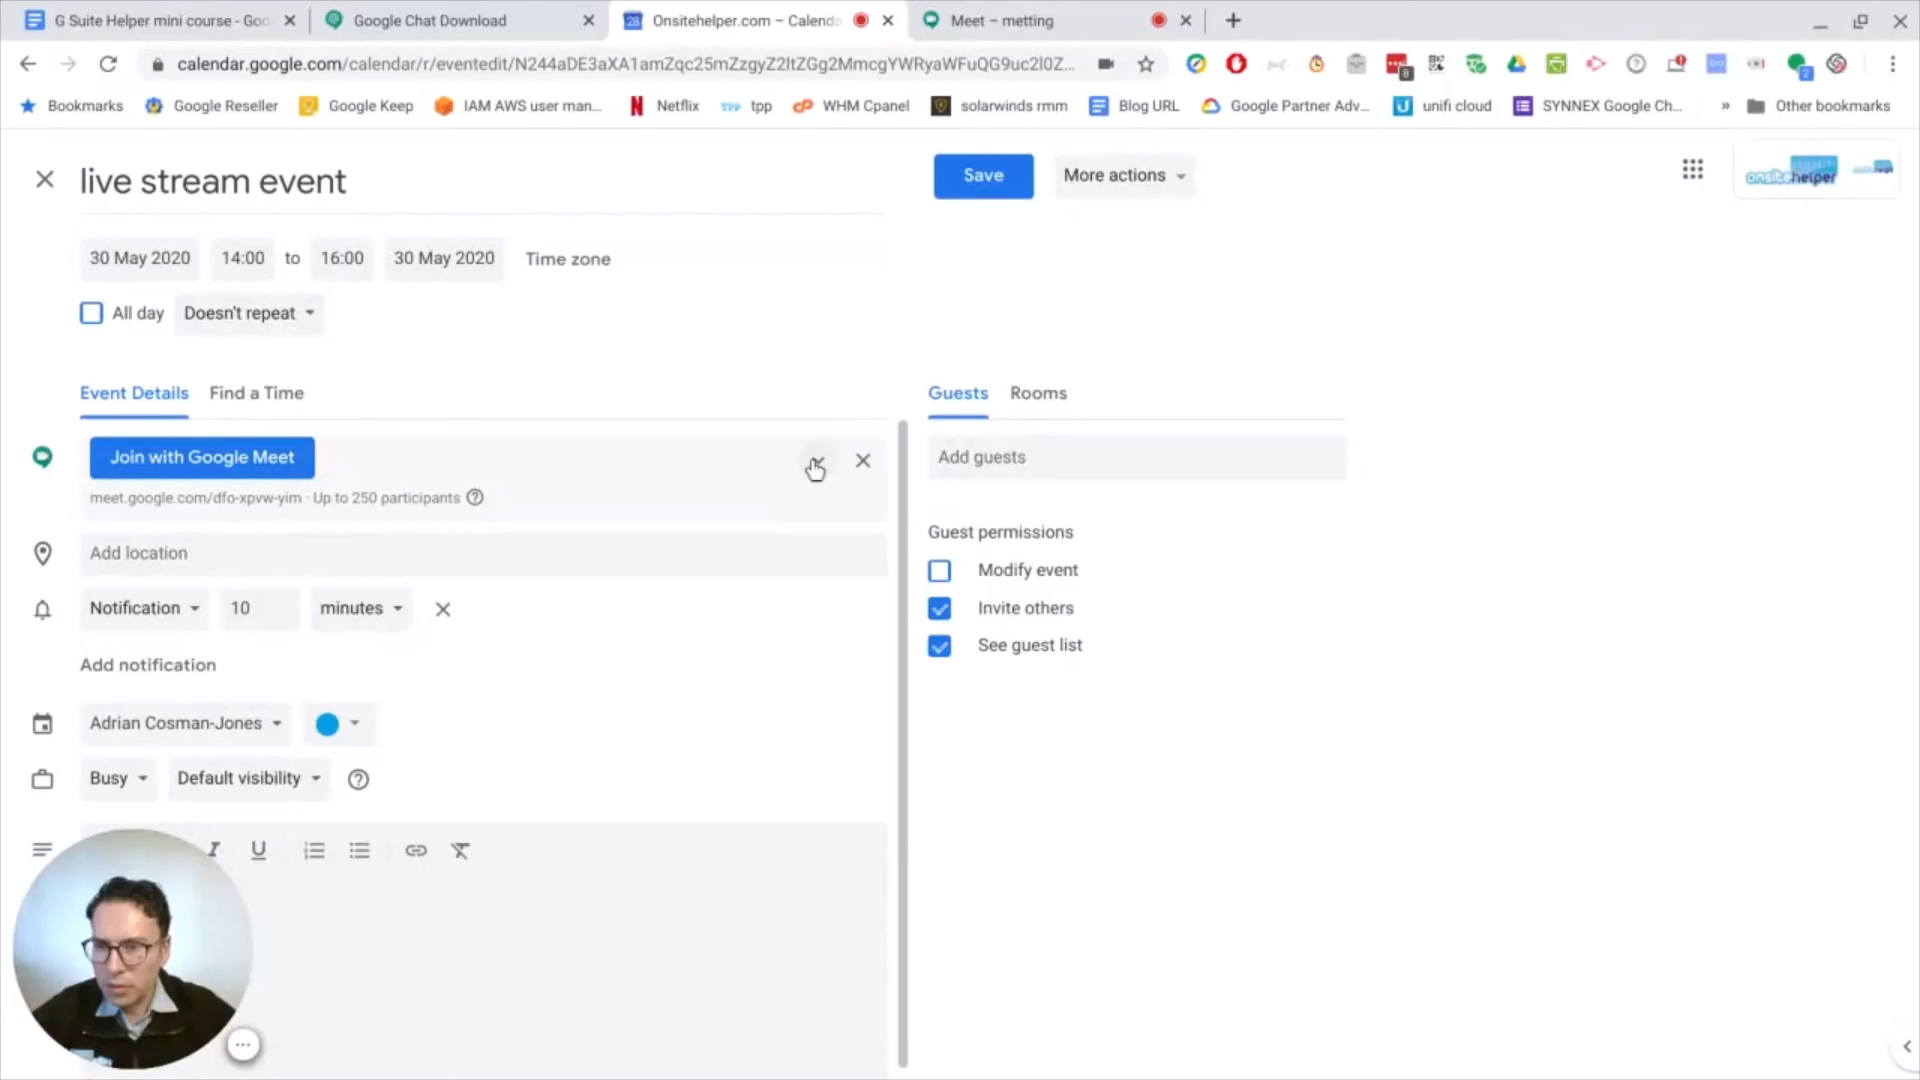 G Suite Helper mini course - Goo
Google Chat Download
Onsitehelper.com – Calenda
Meet – metting
calendar.google.com/calendar/r/eventedit/N244aDE3aXA1amZqc25mZzgyZ2ltZGg2MmcgYWRyaWFuQG9uc2l0Z...
Bookmarks
Google Reseller
Google Keep
IAM AWS user man...
Netflix
tpp
WHM Cpanel
solarwinds rmm
Blog URL
Google Partner Adv...
unifi cloud
SYNNEX Google Ch...
Other bookmarks
live stream event
Save
More actions
onsitehelper
30 May 2020 14:00 to 16:00 30 May 2020 Time zone
All day Doesn't repeat
Event Details Find a Time
Guests Rooms
Join with Google Meet
Add guests
meet.google.com/dfo-xpvw-yim · Up to 250 participants
Guest permissions
Add location
Modify event
Notification 10 minutes
Invite others
See guest list
Add notification
Adrian Cosman-Jones
Busy Default visibility